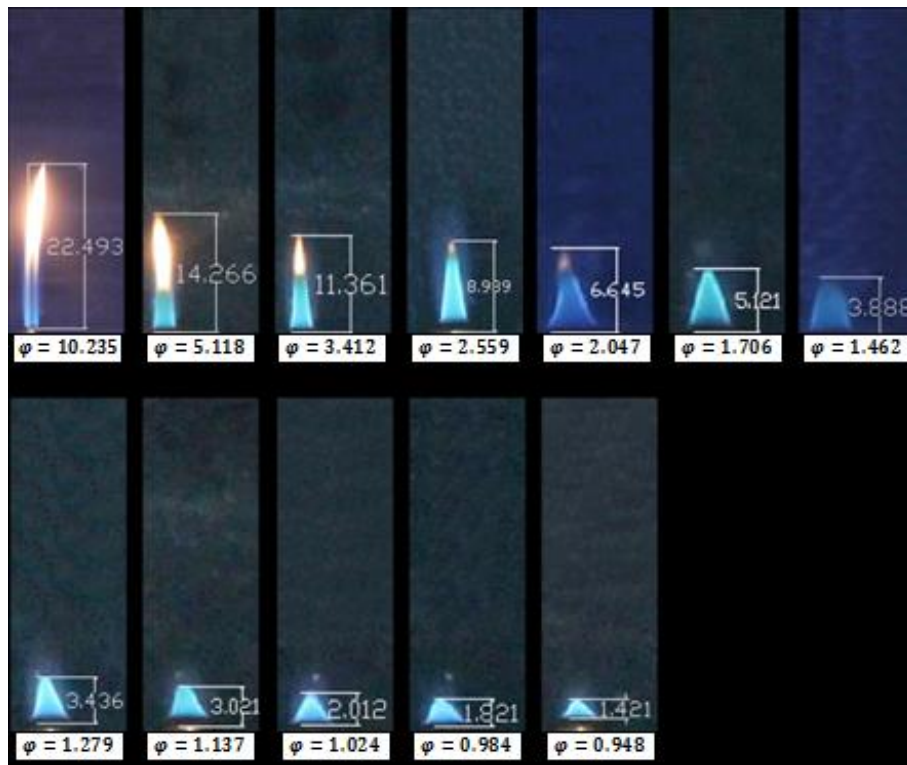 22.493
14.266
11.361
8.989
6.645
5.121
3.888
φ = 10.235
φ = 5.118
φ = 3.412
φ = 2.559
φ = 2.047
φ = 1.706
φ = 1.462
3.436
3.021
2.012
1.821
1.421
φ = 1.279
φ = 1.137
φ = 1.024
φ = 0.984
φ = 0.948